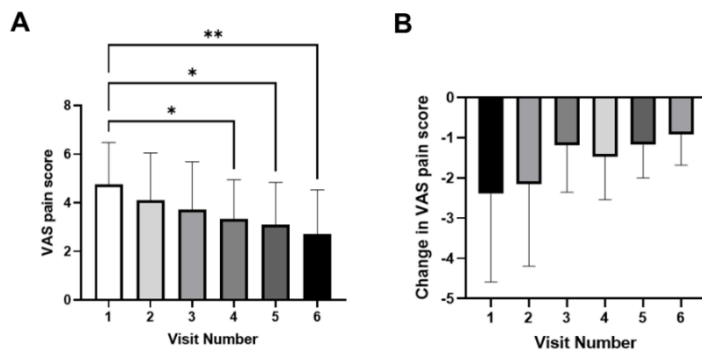 A
**
*
*
8
6
4
2
0
VAS pain score
1 2 3 4 5 6
Visit Number
B
0
-1
-2
-3
-4
-5
Change in VAS pain score
1 2 3 4 5 6
Visit Number